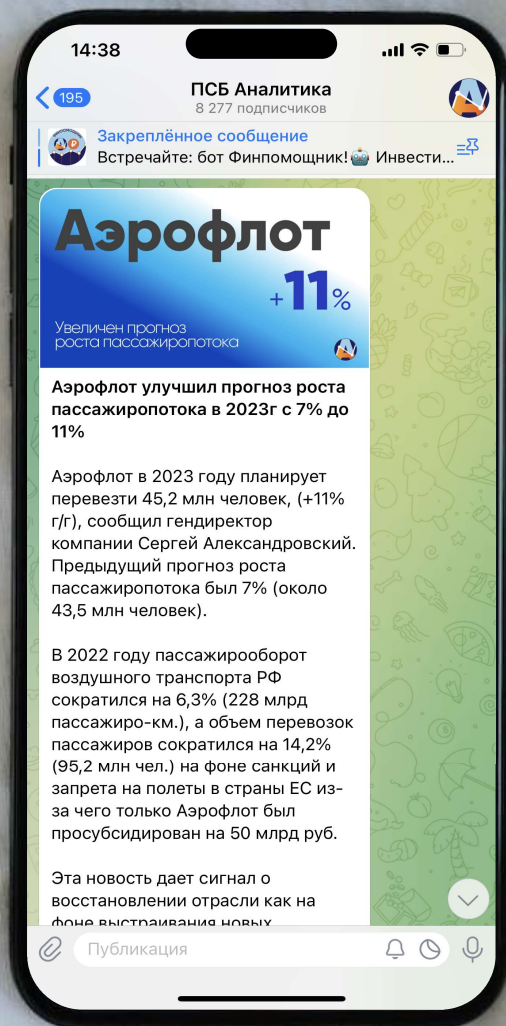 14:38
195
ПСБ Аналитика
8 277 подписчиков
Закреплённое сообщение
Встречайте: бот Финпомощник!🤖 Инвести...
Аэрофлот
+11%
Увеличен прогноз
роста пассажиропотока
Аэрофлот улучшил прогноз роста
пассажиропотока в 2023г с 7% до
11%
Аэрофлот в 2023 году планирует
перевезти 45,2 млн человек, (+11%
г/г), сообщил гендиректор
компании Сергей Александровский.
Предыдущий прогноз роста
пассажиропотока был 7% (около
43,5 млн человек).
В 2022 году пассажирооборот
воздушного транспорта РФ
сократился на 6,3% (228 млрд
пассажиро-км.), а объем перевозок
пассажиров сократился на 14,2%
(95,2 млн чел.) на фоне санкций и
запрета на полеты в страны ЕС из-
за чего только Аэрофлот был
просубсидирован на 50 млрд руб.
Эта новость дает сигнал о
восстановлении отрасли как на
фоне выстраивания новых
Публикация